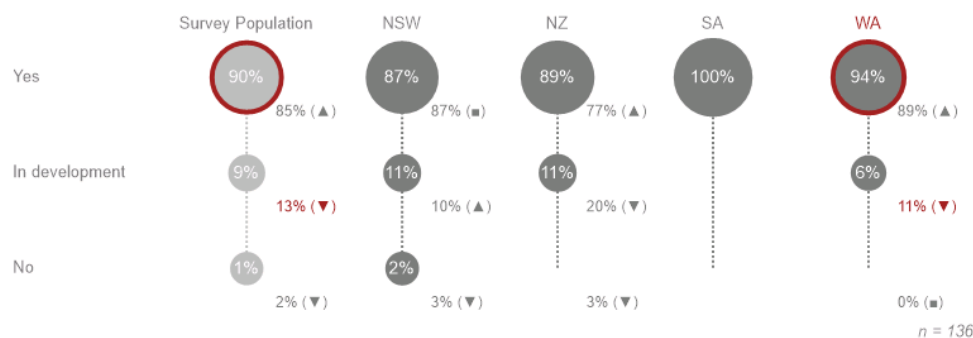 Survey Population NSW NZ SA WA
Yes 90% 87% 89% 100% 94%
85% (▲) 87% (■) 77% (▲) 89% (▲)
In development 9% 11% 11% 6%
13% (▼) 10% (▲) 20% (▼) 11% (▼)
No 1% 2%
2% (▼) 3% (▼) 3% (▼) 0% (■)
n = 136